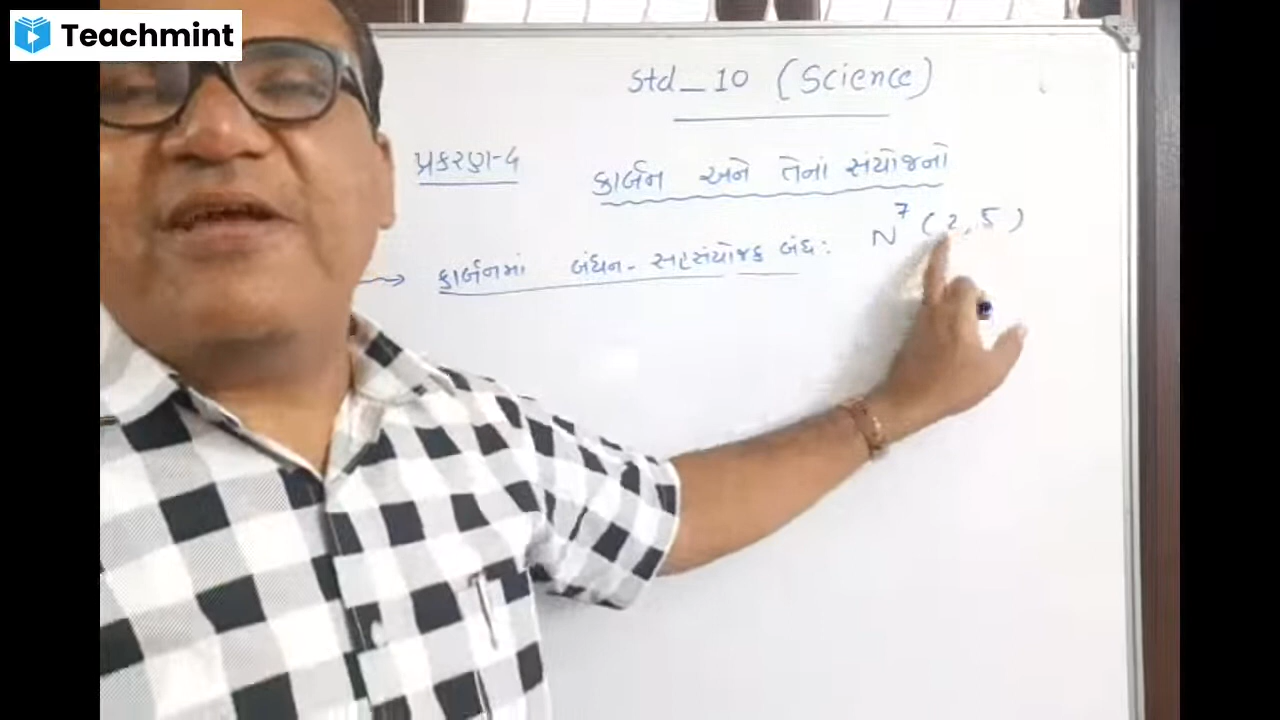 Teachmint
Std_10 (Science)
પ્રકરણ-4
કાર્બન અને તેનાં સંયોજનો
N⁷ (2, 5)
કાર્બનમાં બંધન - સહસંયોજક બંધ: